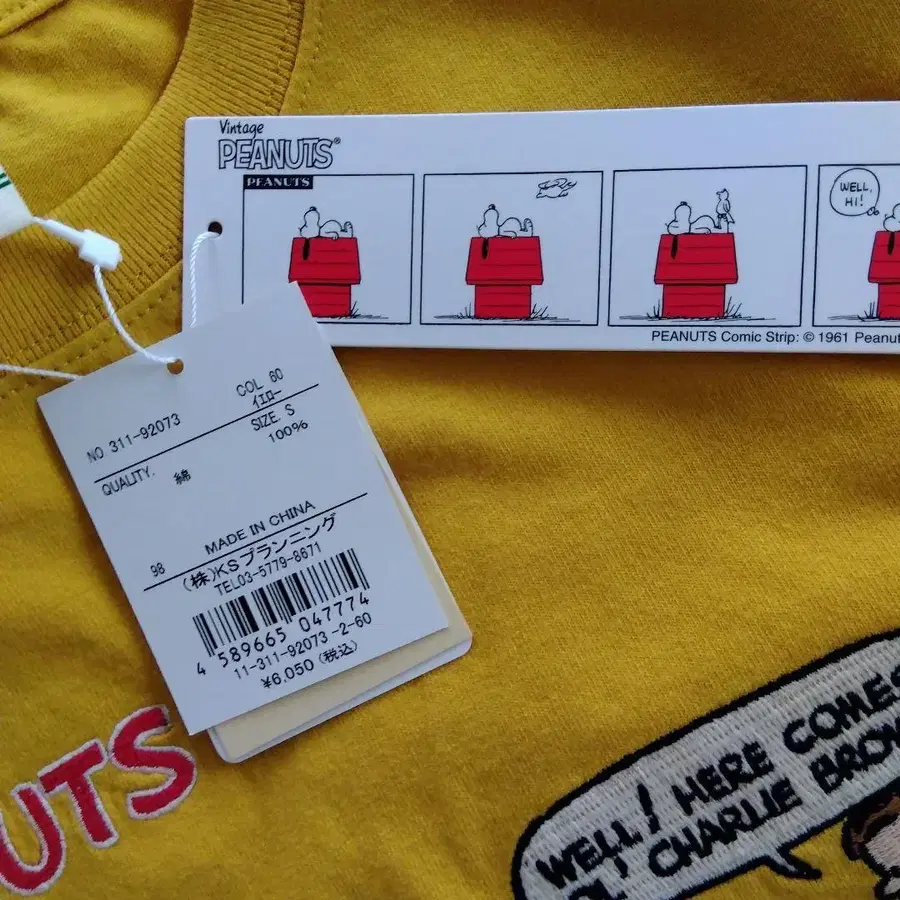 Vintage
PEANUTS®
PEANUTS
WELL,
HI!
PEANUTS Comic Strip: © 1961 Peanut
NO 311-92073
COL 60
イエロー
SIZE. S
QUALITY.
綿
100%
98
MADE IN CHINA
(株)KSプランニング
TEL03-5779-8671
4 589665 047774
11-311-92073 -2-60
¥6,050 (税込)
UTS
WELL! HERE COMES
OL' CHARLIE BROW